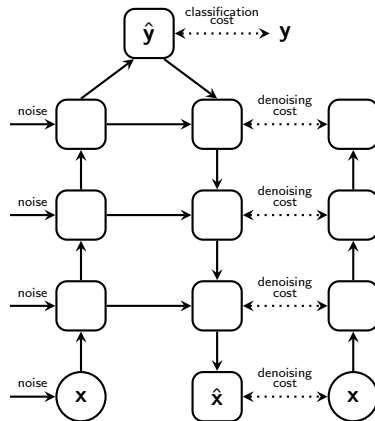 classification
cost
ŷ
y
noise
denoising
cost
noise
denoising
cost
noise
denoising
cost
noise
x
x̂
denoising
cost
x